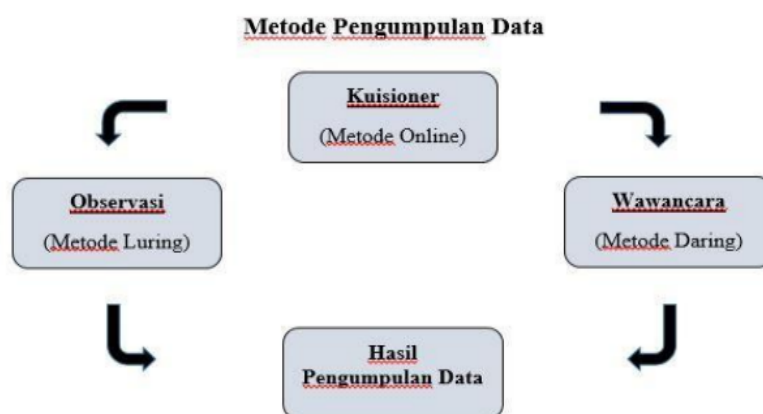 Metode Pengumpulan Data
Kuisioner
(Metode Online)
Observasi
(Metode Luring)
Wawancara
(Metode Daring)
Hasil
Pengumpulan Data